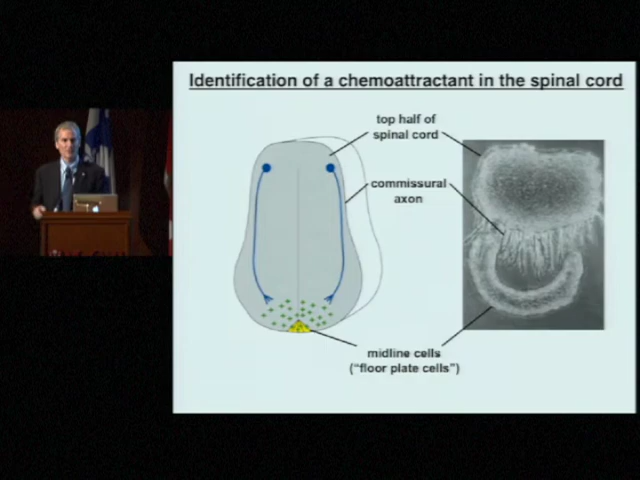 Identification of a chemoattractant in the spinal cord
top half of
spinal cord
commissural
axon
midline cells
("floor plate cells")